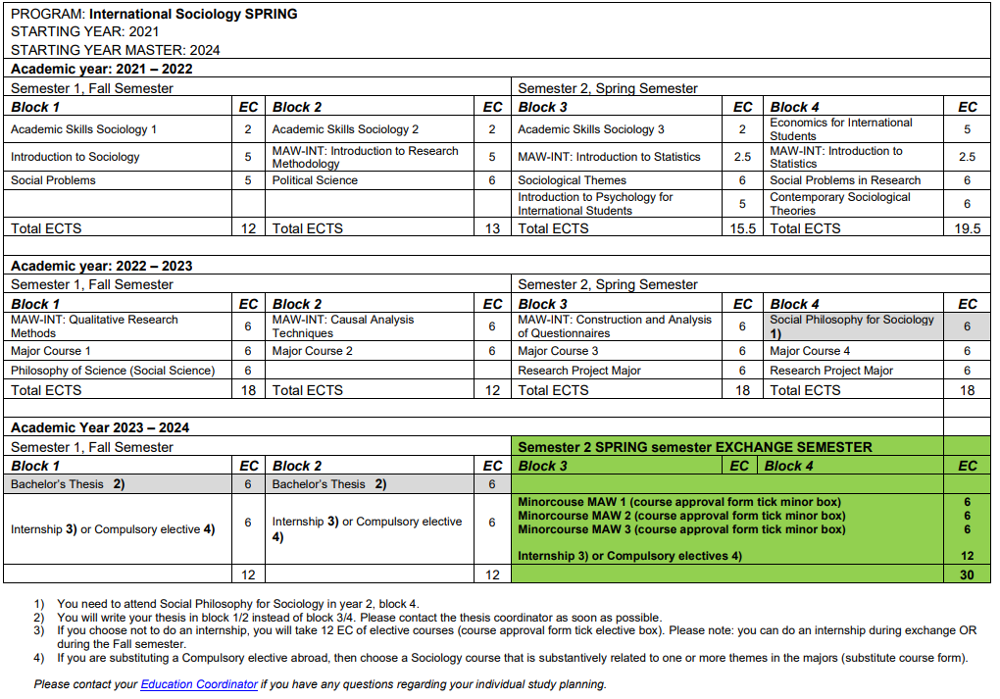 PROGRAM: International Sociology SPRING
STARTING YEAR: 2021
STARTING YEAR MASTER: 2024
Academic year: 2021 – 2022
Semester 1, Fall Semester Semester 2, Spring Semester
Block 1 EC Block 2 EC Block 3 EC Block 4 EC
Academic Skills Sociology 1 2 Academic Skills Sociology 2 2 Academic Skills Sociology 3 2 Economics for International Students 5
Introduction to Sociology 5 MAW-INT: Introduction to Research Methodology 5 MAW-INT: Introduction to Statistics 2.5 MAW-INT: Introduction to Statistics 2.5
Social Problems 5 Political Science 6 Sociological Themes 6 Social Problems in Research 6
Introduction to Psychology for International Students 5 Contemporary Sociological Theories 6
Total ECTS 12 Total ECTS 13 Total ECTS 15.5 Total ECTS 19.5
Academic year: 2022 – 2023
Semester 1, Fall Semester Semester 2, Spring Semester
Block 1 EC Block 2 EC Block 3 EC Block 4 EC
MAW-INT: Qualitative Research Methods 6 MAW-INT: Causal Analysis Techniques 6 MAW-INT: Construction and Analysis of Questionnaires 6 Social Philosophy for Sociology 1) 6
Major Course 1 6 Major Course 2 6 Major Course 3 6 Major Course 4 6
Philosophy of Science (Social Science) 6 Research Project Major 6 Research Project Major 6
Total ECTS 18 Total ECTS 12 Total ECTS 18 Total ECTS 18
Academic Year 2023 – 2024
Semester 1, Fall Semester Semester 2 SPRING semester EXCHANGE SEMESTER
Block 1 EC Block 2 EC Block 3 EC Block 4 EC
Bachelor's Thesis 2) 6 Bachelor's Thesis 2) 6
Internship 3) or Compulsory elective 4) 6 Internship 3) or Compulsory elective 4) 6
Minorcouse MAW 1 (course approval form tick minor box) 6
Minorcourse MAW 2 (course approval form tick minor box) 6
Minorcourse MAW 3 (course approval form tick minor box) 6
Internship 3) or Compulsory electives 4) 12
12 12 30
1) You need to attend Social Philosophy for Sociology in year 2, block 4.
2) You will write your thesis in block 1/2 instead of block 3/4. Please contact the thesis coordinator as soon as possible.
3) If you choose not to do an internship, you will take 12 EC of elective courses (course approval form tick elective box). Please note: you can do an internship during exchange OR
during the Fall semester.
4) If you are substituting a Compulsory elective abroad, then choose a Sociology course that is substantively related to one or more themes in the majors (substitute course form).
Please contact your Education Coordinator if you have any questions regarding your individual study planning.